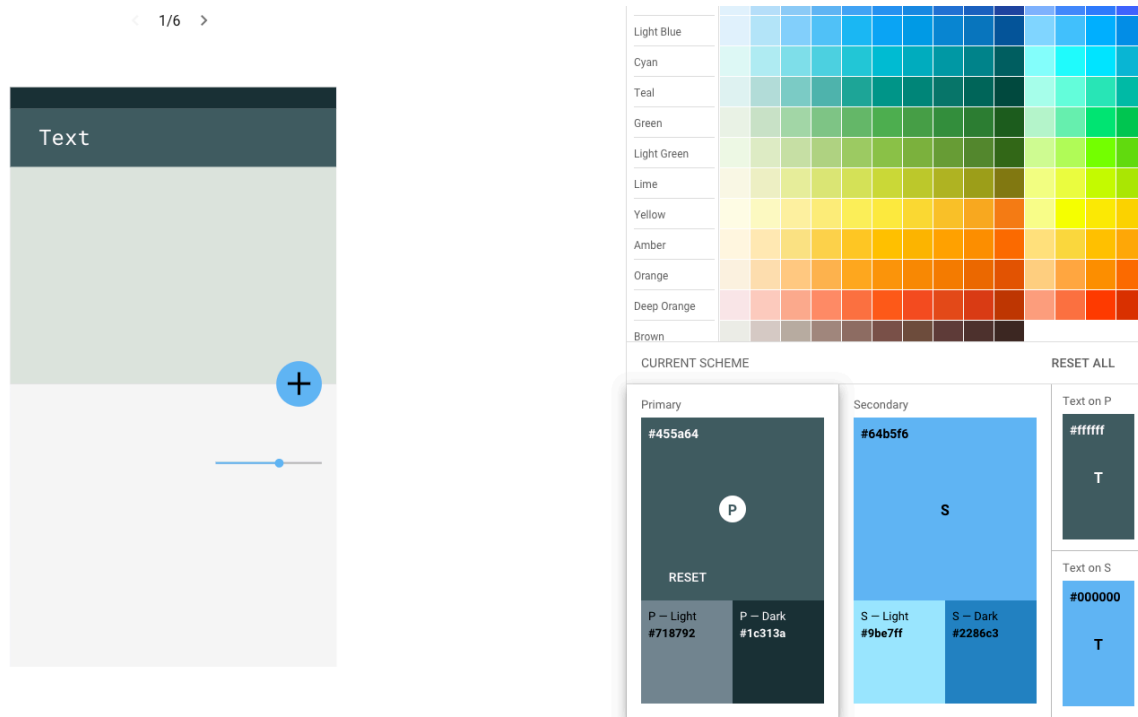 1/6
Text
Light Blue
Cyan
Teal
Green
Light Green
Lime
Yellow
Amber
Orange
Deep Orange
Brown
CURRENT SCHEME
RESET ALL
Primary
#455a64
P
RESET
P — Light
#718792
P — Dark
#1c313a
Secondary
#64b5f6
S
S — Light
#9be7ff
S — Dark
#2286c3
Text on P
#ffffff
T
Text on S
#000000
T